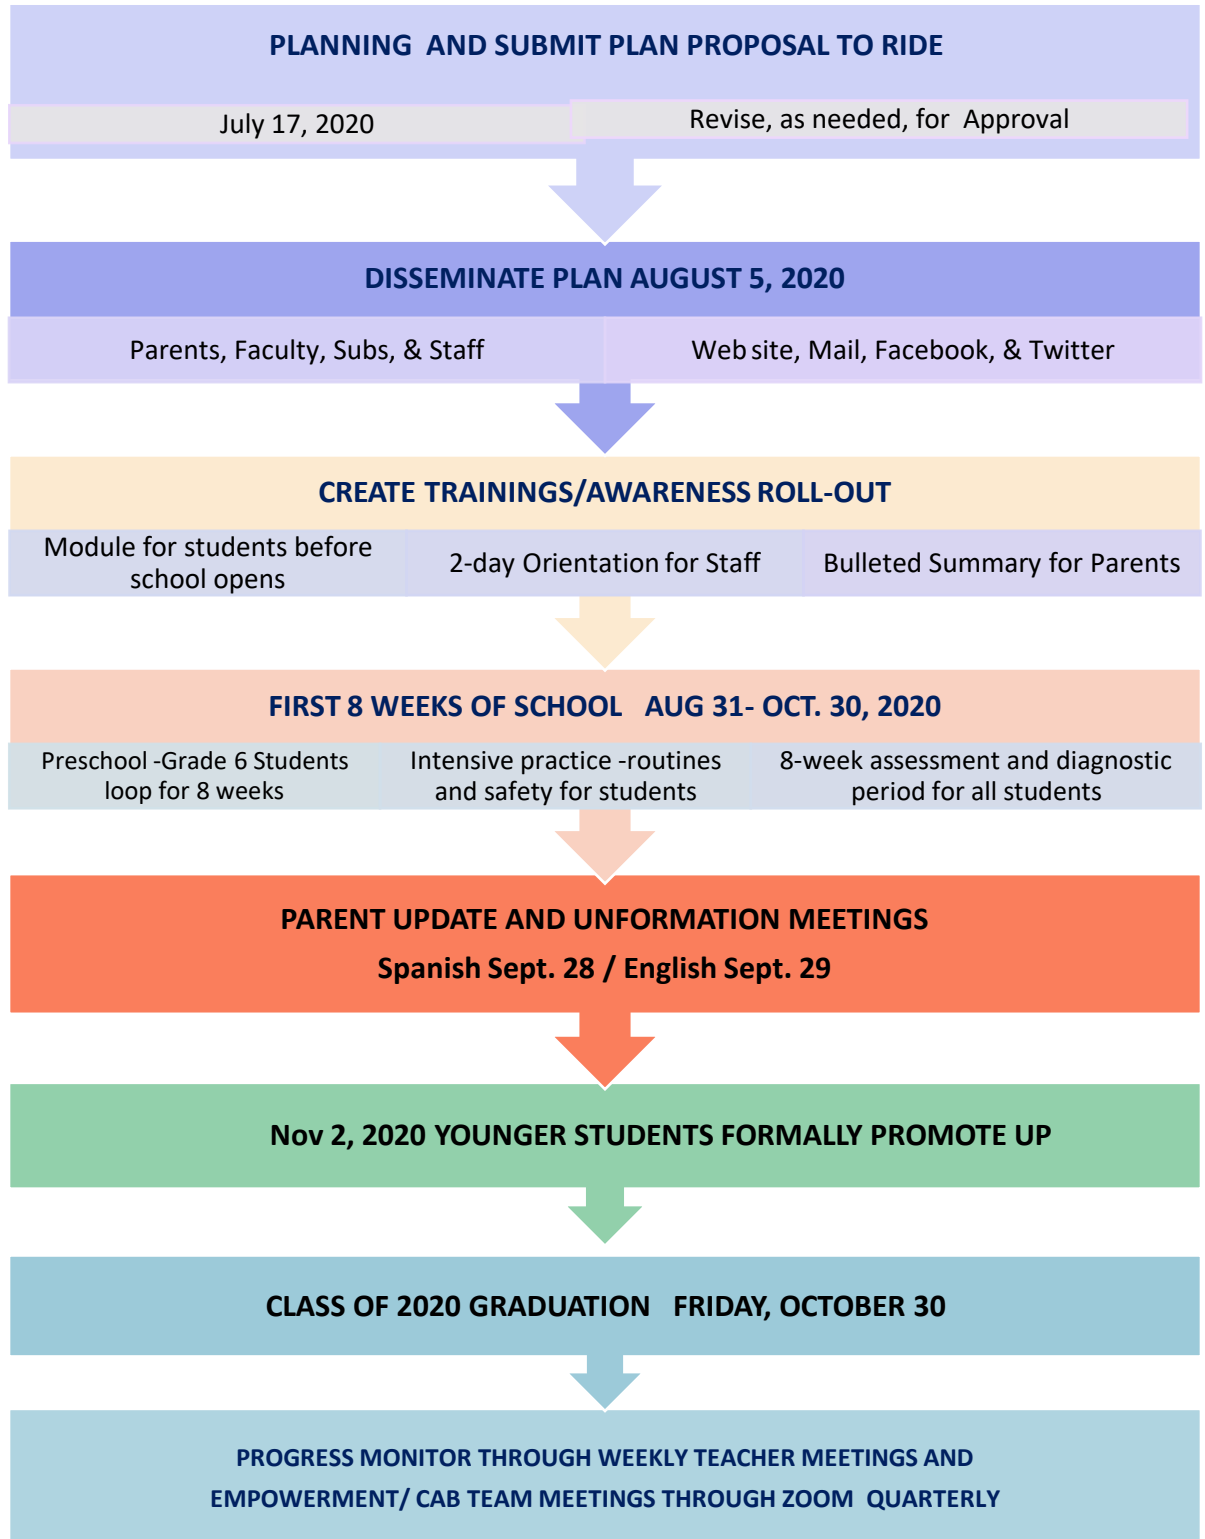 PLANNING AND SUBMIT PLAN PROPOSAL TO RIDE
July 17, 2020
Revise, as needed, for Approval
DISSEMINATE PLAN AUGUST 5, 2020
Parents, Faculty, Subs, & Staff
Web site, Mail, Facebook, & Twitter
CREATE TRAININGS/AWARENESS ROLL-OUT
Module for students before
school opens
2-day Orientation for Staff
Bulleted Summary for Parents
FIRST 8 WEEKS OF SCHOOL AUG 31- OCT. 30, 2020
Preschool -Grade 6 Students
loop for 8 weeks
Intensive practice -routines
and safety for students
8-week assessment and diagnostic
period for all students
PARENT UPDATE AND UNFORMATION MEETINGS
Spanish Sept. 28 / English Sept. 29
Nov 2, 2020 YOUNGER STUDENTS FORMALLY PROMOTE UP
CLASS OF 2020 GRADUATION FRIDAY, OCTOBER 30
PROGRESS MONITOR THROUGH WEEKLY TEACHER MEETINGS AND
EMPOWERMENT/ CAB TEAM MEETINGS THROUGH ZOOM QUARTERLY